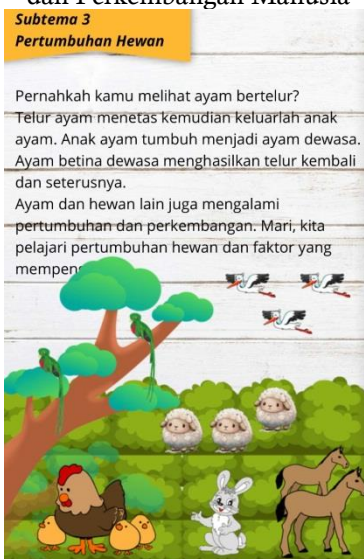 dan Perkembangan Manusia
Subtema 3
Pertumbuhan Hewan
Pernahkah kamu melihat ayam bertelur?
Telur ayam menetas kemudian keluarlah anak
ayam. Anak ayam tumbuh menjadi ayam dewasa.
Ayam betina dewasa menghasilkan telur kembali
dan seterusnya.
Ayam dan hewan lain juga mengalami
pertumbuhan dan perkembangan. Mari, kita
pelajari pertumbuhan hewan dan faktor yang